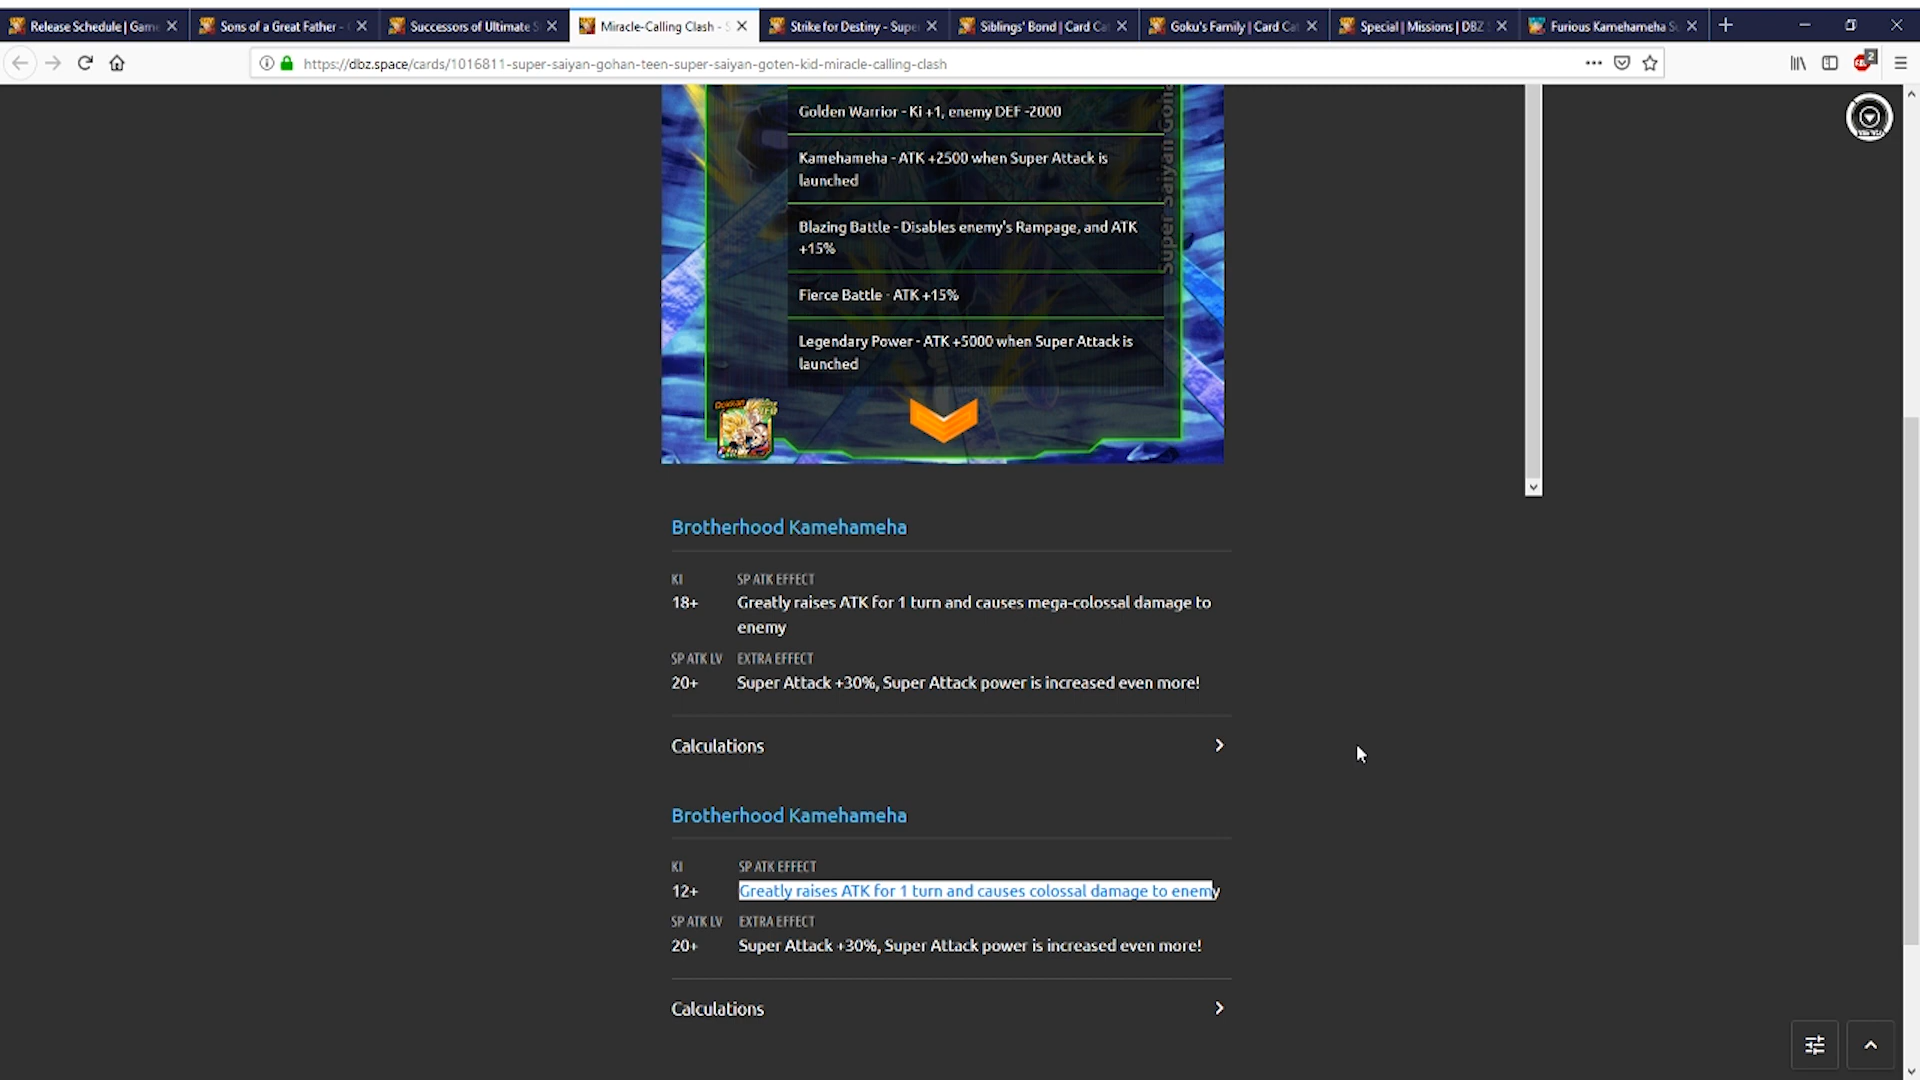 Release Schedule | Game
Sons of a Great Father -
Successors of Ultimate S
Miracle-Calling Clash - S
Strike for Destiny - Supe
Siblings' Bond | Card Ca
Goku's Family | Card Cat
Special | Missions | DBZ
Furious Kamehameha Su
https://dbz.space/cards/1016811-super-saiyan-gohan-teen-super-saiyan-goten-kid-miracle-calling-clash
2
Golden Warrior - Ki +1, enemy DEF -2000
Kamehameha - ATK +2500 when Super Attack is
launched
Blazing Battle - Disables enemy's Rampage, and ATK
+15%
Fierce Battle - ATK +15%
Legendary Power - ATK +5000 when Super Attack is
launched
Super Saiyan Goha
Brotherhood Kamehameha
KI SP ATK EFFECT
18+ Greatly raises ATK for 1 turn and causes mega-colossal damage to
enemy
SP ATK LV EXTRA EFFECT
20+ Super Attack +30%, Super Attack power is increased even more!
Calculations
Brotherhood Kamehameha
KI SP ATK EFFECT
12+ Greatly raises ATK for 1 turn and causes colossal damage to enemy
SP ATK LV EXTRA EFFECT
20+ Super Attack +30%, Super Attack power is increased even more!
Calculations